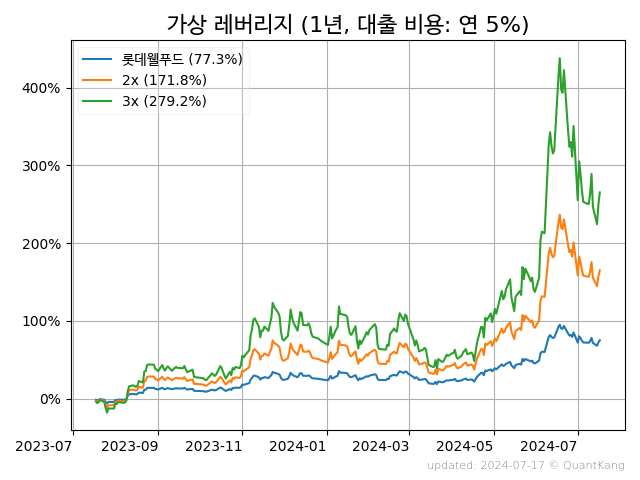 가상 레버리지 (1년, 대출 비용: 연 5%)
롯데웰푸드 (77.3%)
2x (171.8%)
3x (279.2%)
400%
300%
200%
100%
0%
2023-07 2023-09 2023-11 2024-01 2024-03 2024-05 2024-07
updated: 2024-07-17 © QuantKang